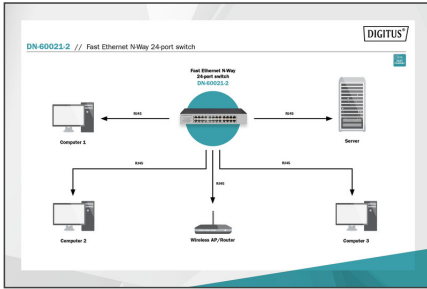 DIGITUS®
DN-60021-2 // Fast Ethernet N-Way 24-port switch
Fast Ethernet N-Way
24-port switch
DN-60021-2
RJ45
RJ45
Computer 1
Server
RJ45
RJ45
RJ45
Computer 2
Wireless AP/Router
Computer 3